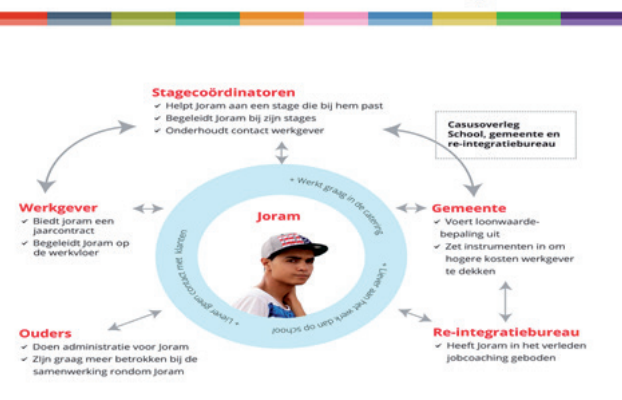 Stagecoördinatoren
✓ Helpt Joram aan een stage die bij hem past
✓ Begeleidt Joram bij zijn stages
✓ Onderhoudt contact werkgever
Casusoverleg
School, gemeente en
re-integratiebureau
Werkgever
✓ Biedt joram een
jaarcontract
✓ Begeleidt Joram op
de werkvloer
Joram
+ Werkt graag in de catering
+ Liever aan het werk dan op school
+ Liever geen contact met klanten
Gemeente
✓ Voert loonwaarde-
bepaling uit
✓ Zet instrumenten in om
hogere kosten werkgever
te dekken
Ouders
✓ Doen administratie voor Joram
✓ ZIjn graag meer betrokken bij de
samenwerking rondom Joram
Re-integratiebureau
✓ Heeft Joram in het verleden
jobcoaching geboden